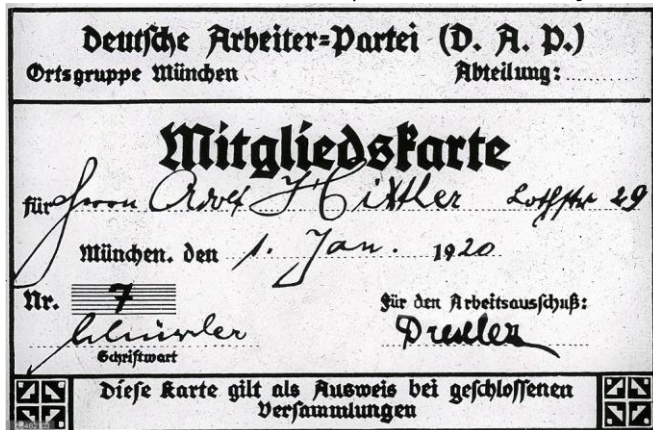 Deutsche Arbeiter=Partei (D. A. P.)
Ortsgruppe München Abteilung:
Mitgliedskarte
für Herrn Adolf Hittler Lothstr 29
München. den 1. Jan. 1920
Nr. 7 Für den Arbeitsausschuß:
Schüssler Drexler
Schriftwart
Diese Karte gilt als Ausweis bei geschlossenen
Versammlungen